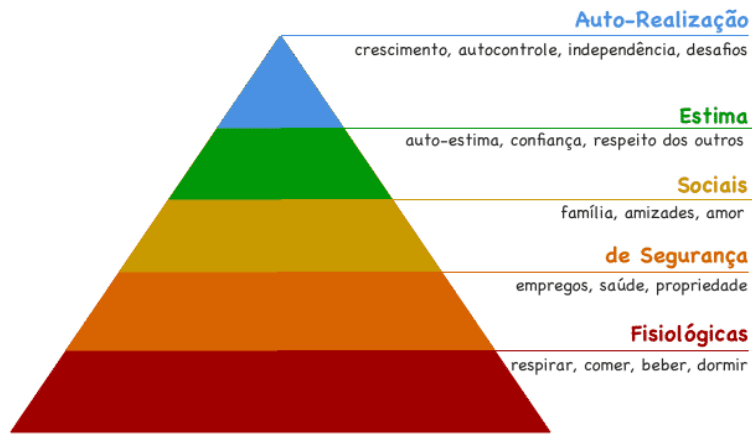 Auto-Realização
crescimento, autocontrole, independência, desafios
Estima
auto-estima, confiança, respeito dos outros
Sociais
família, amizades, amor
de Segurança
empregos, saúde, propriedade
Fisiológicas
respirar, comer, beber, dormir